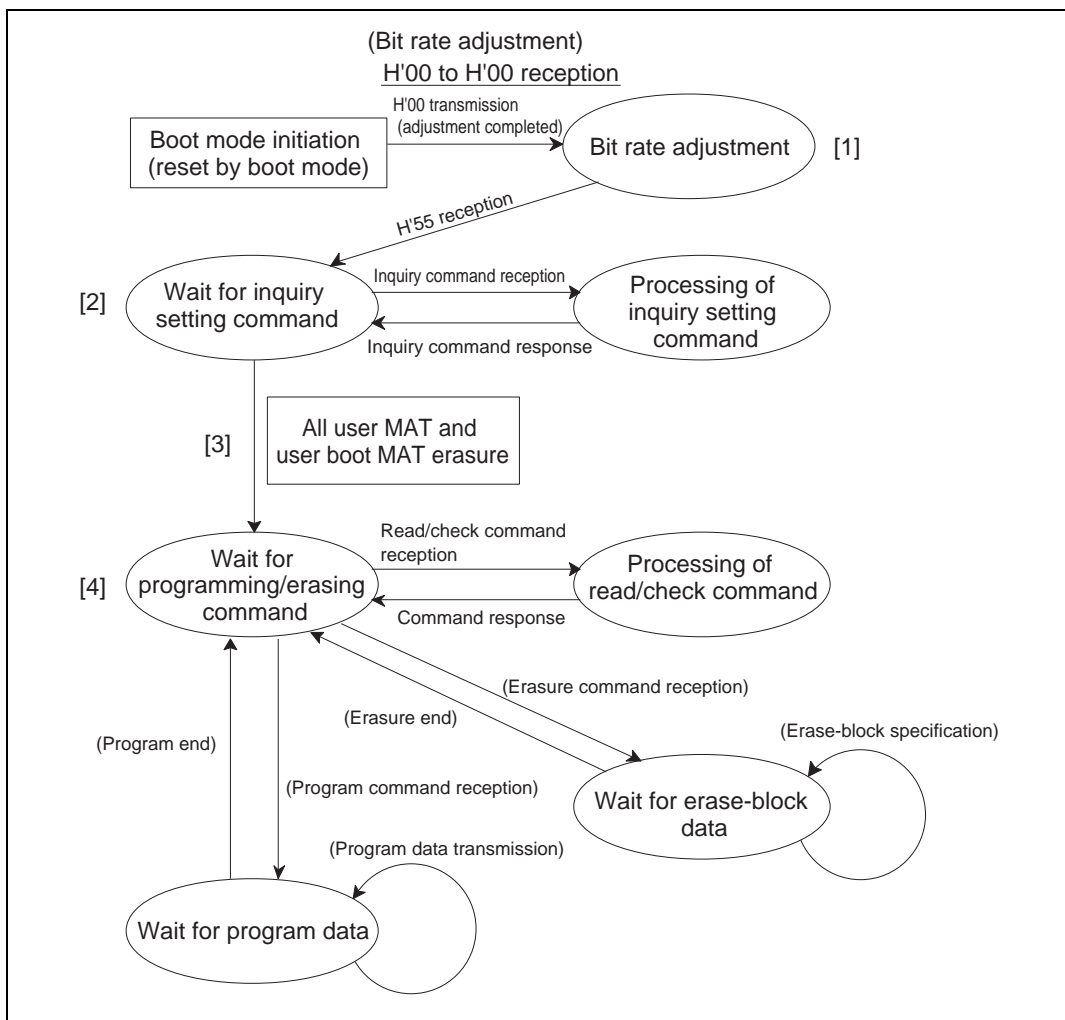 (Bit rate adjustment)
H'00 to H'00 reception
H'00 transmission
(adjustment completed)
Boot mode initiation
(reset by boot mode)
Bit rate adjustment
[1]
H'55 reception
[2]
Wait for inquiry
setting command
Inquiry command reception
Inquiry command response
Processing of
inquiry setting
command
[3]
All user MAT and
user boot MAT erasure
[4]
Wait for
programming/erasing
command
Read/check command
reception
Command response
Processing of
read/check command
(Erasure command reception)
(Erasure end)
(Program end)
(Program command reception)
(Erase-block specification)
Wait for erase-block
data
(Program data transmission)
Wait for program data